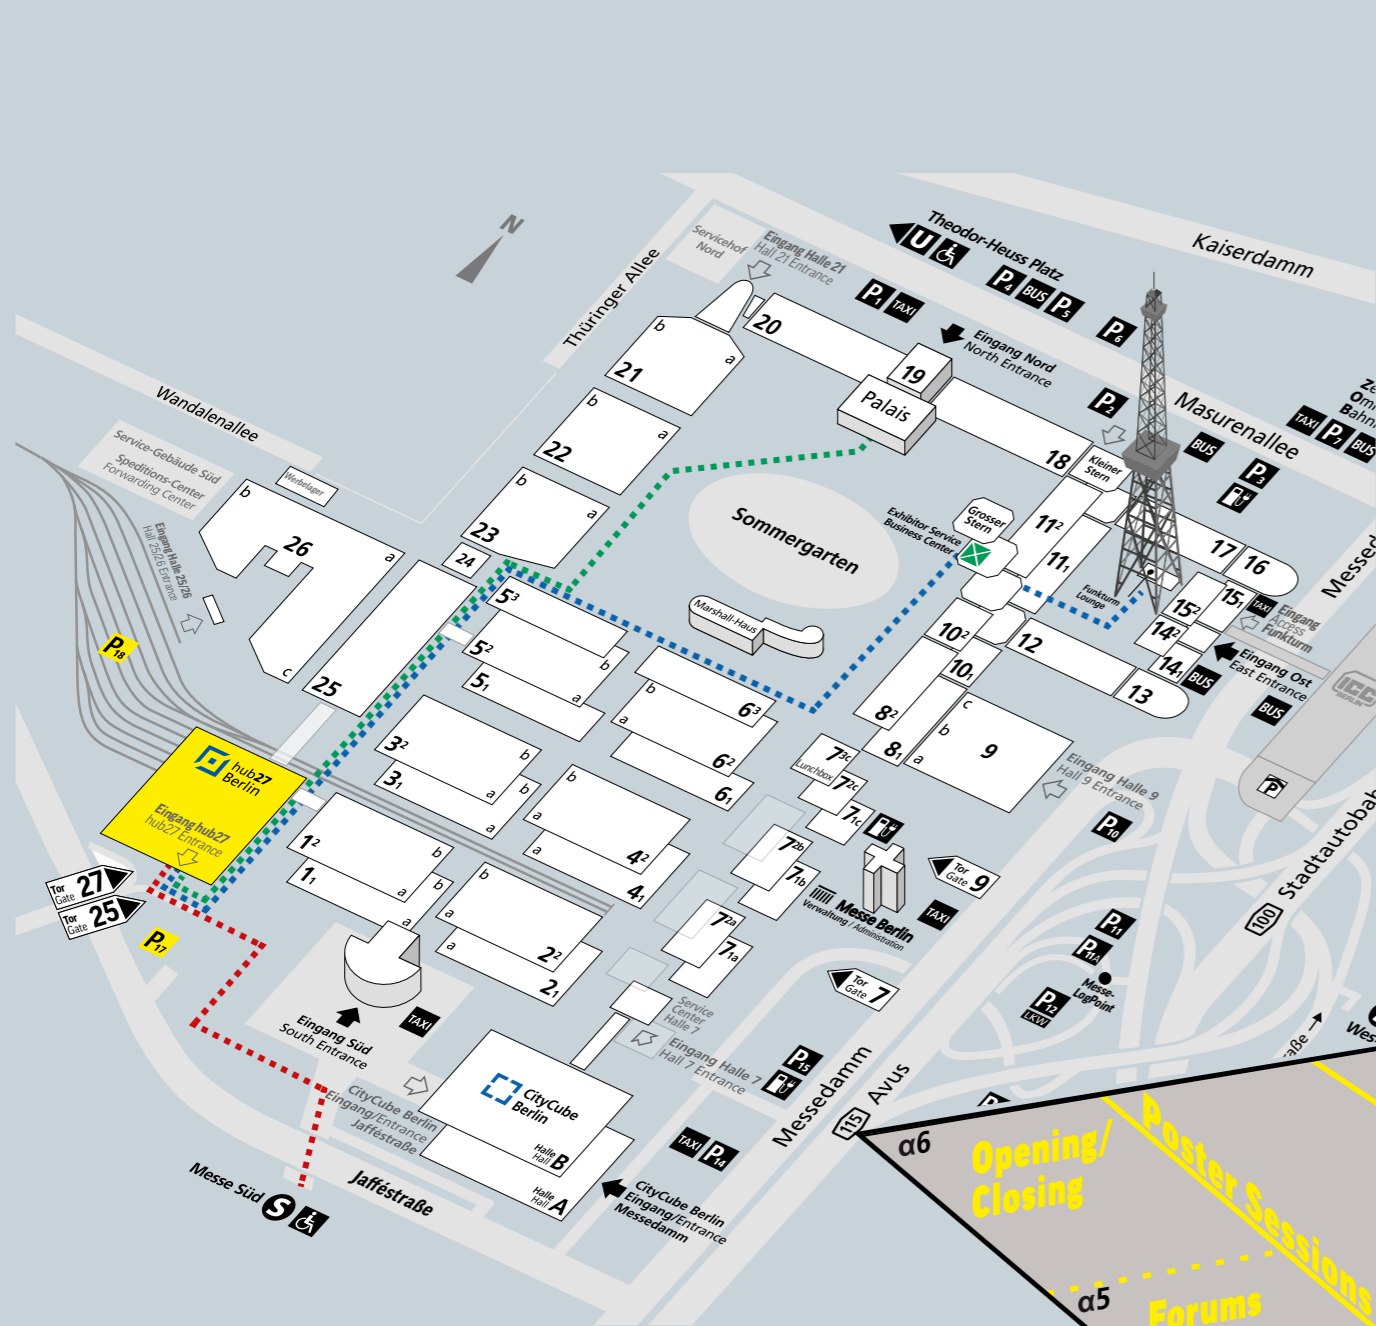 N
Servicehof
Nord
Eingang Halle 21
Hall 21 Entrance
Thüringer Allee
Theodor-Heuss Platz
U
P4
BUS
P5
P6
P1
TAXI
Kaiserdamm
Eingang Nord
North Entrance
P2
Masurenallee
BUS
P3
TAXI
P7
BUS
20
19
Palais
18
Kleiner
Stern
b
a
21
b
a
22
b
a
23
24
Wandalenallee
Service-Gebäude Süd
Speditions-Center
Forwarding Center
Werbelager
Eingang Halle 25/26
Hall 25/26 Entrance
b
26
a
c
25
P18
Sommergarten
Marshall-Haus
Exhibitor Service
Business Center
Grosser
Stern
11²
11₁
Funkturm
Lounge
17
16
15²
15₁
TAXI
Eingang
Access
Funkturm
14²
14₁
BUS
Eingang Ost
East Entrance
BUS
ICC
BERLIN
P
12
13
10²
10₁
8²
8₁
c
b
a
9
Eingang Halle 9
Hall 9 Entrance
P10
5³
5²
b
a
5₁
6³
b
a
6²
6₁
3²
b
a
3₁
b
a
b
a
4²
a
4₁
7³c
Lunchbox
7²c
7₁c
7²b
7₁b
7²a
7₁a
Messe Berlin
Verwaltung / Administration
Tor
Gate 9
TAXI
hub27
Berlin
Eingang hub27
hub27 Entrance
Tor
Gate 27
Tor
Gate 25
P17
1²
b
a
1₁
b
a
b
a
2²
a
2₁
Eingang Süd
South Entrance
TAXI
Service
Center
Halle 7
Eingang Halle 7
Hall 7 Entrance
Tor
Gate 7
P15
P11
P11A
Messe-
LogPoint
P12
LKW
100
Stadtautobah
Messedamm
115
Avus
CityCube
Berlin
Halle
Hall B
Halle
Hall A
CityCube Berlin
Eingang/Entrance
Jafféstraße
TAXI
P14
CityCube Berlin
Eingang/Entrance
Messedamm
Messe Süd
S
Jafféstraße
α6
Opening/
Closing
Poster Sessions
α5
Forums